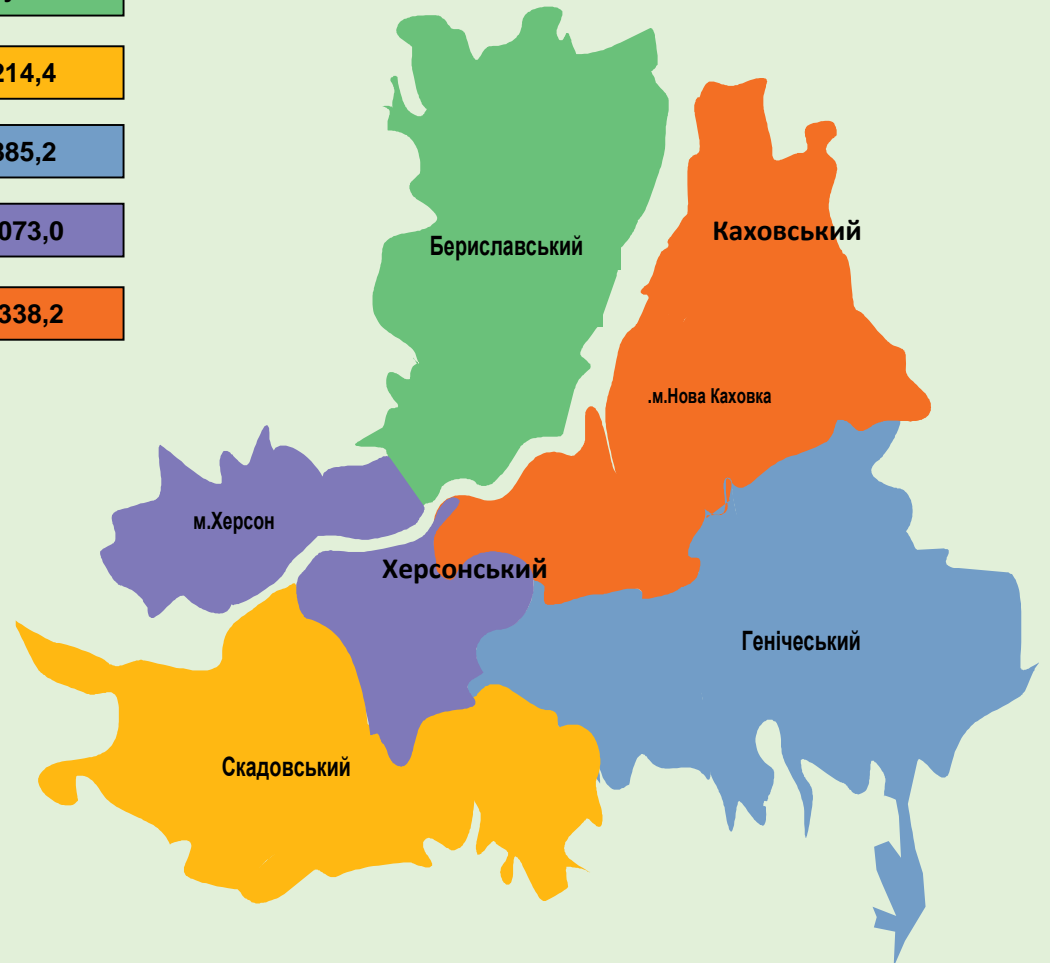 214,4
385,2
073,0
338,2
Бериславський
Каховський
.м.Нова Каховка
м.Херсон
Херсонський
Генічеський
Скадовський